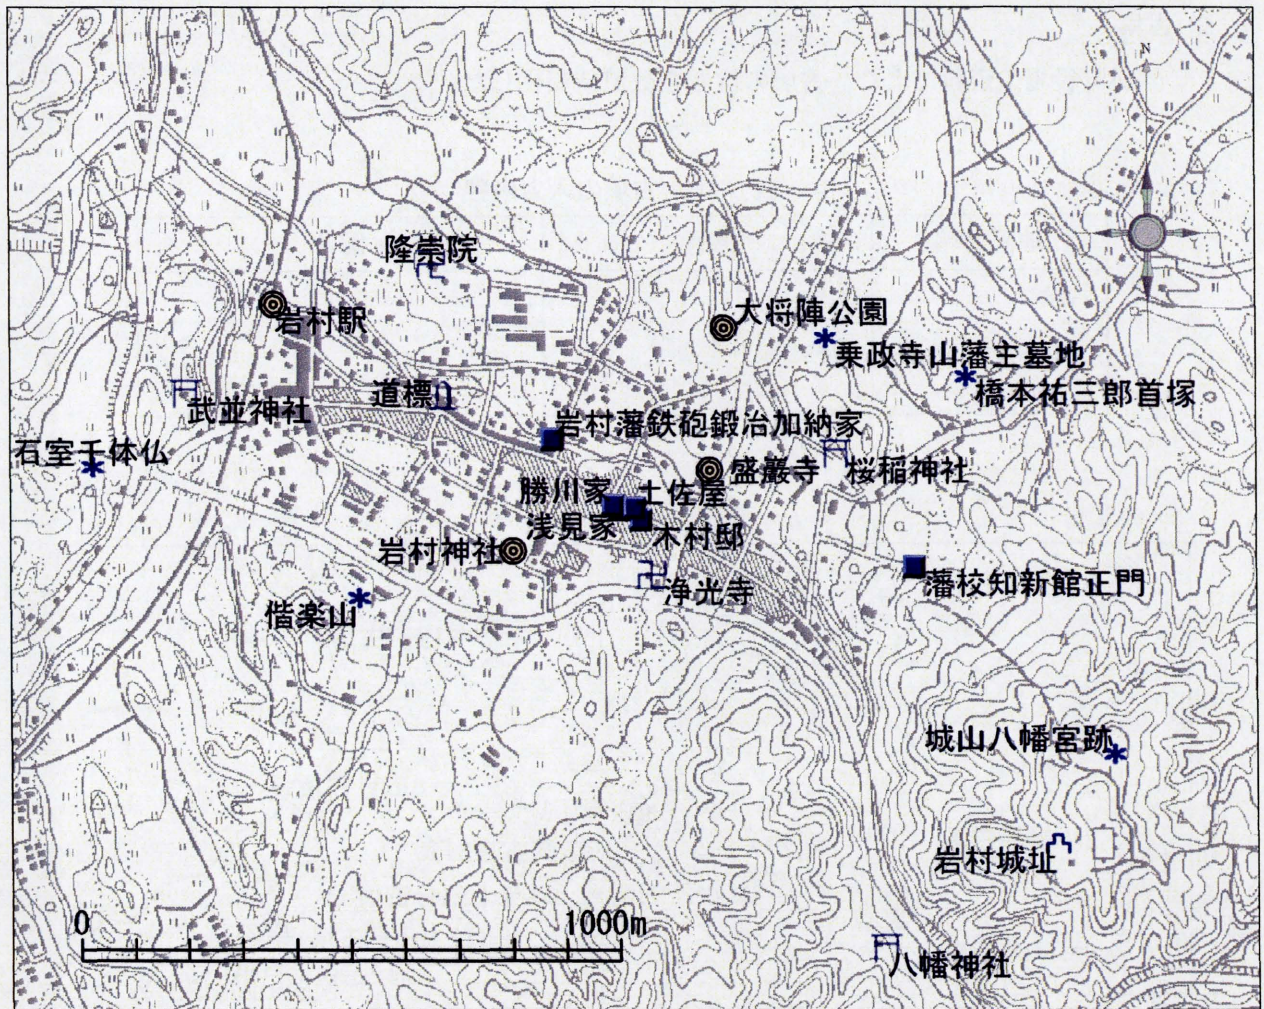 N
隆崇院
大将陣公園
岩村駅
乗政寺山藩主墓地
橋本祐三郎首塚
道標
武並神社
岩村藩鉄砲鍛冶加納家
石室千体仏
盛巌寺
桜稲神社
勝川家
土佐屋
浅見家
木村邸
岩村神社
藩校知新館正門
浄光寺
偕楽山
城山八幡宮跡
岩村城址
0
1000m
八幡神社